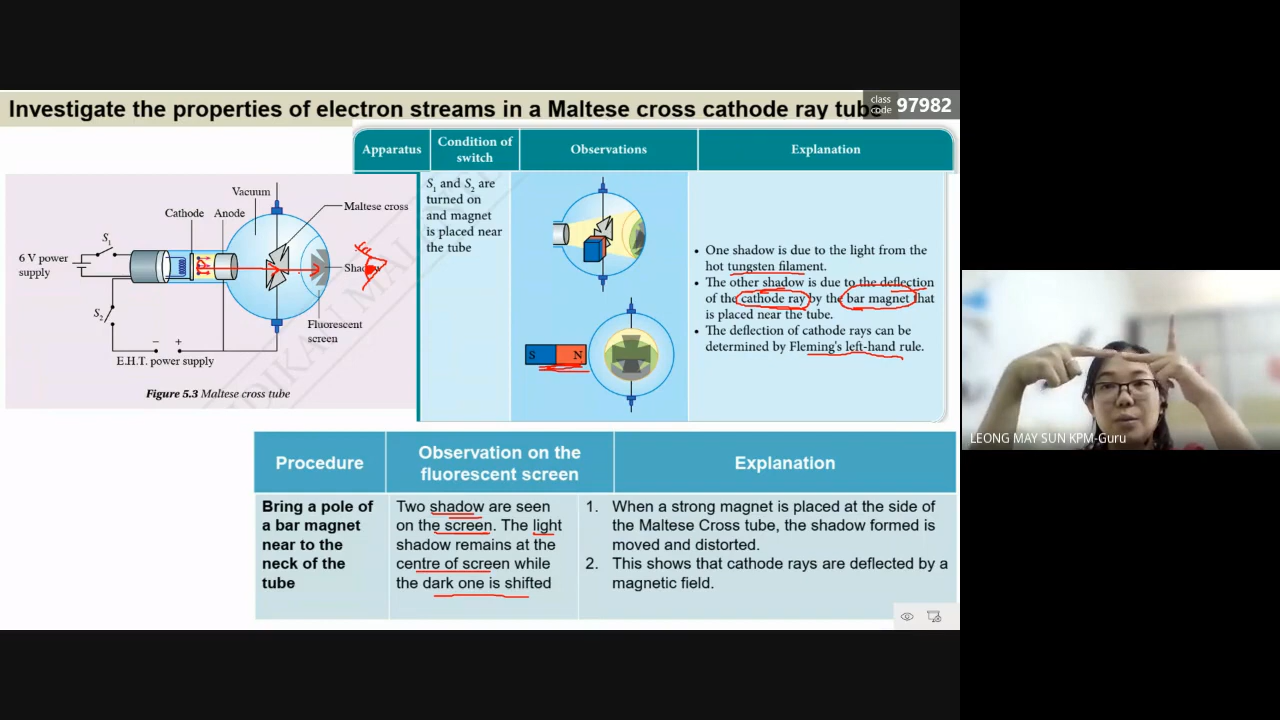 Investigate the properties of electron streams in a Maltese cross cathode ray tube
class
code
97982
Apparatus
Condition of
switch
Observations
Explanation
S1 and S2 are
turned on
and magnet
is placed near
the tube
S
N
• One shadow is due to the light from the
hot tungsten filament.
• The other shadow is due to the deflection
of the cathode ray by the bar magnet that
is placed near the tube.
• The deflection of cathode rays can be
determined by Fleming's left-hand rule.
Vacuum
Cathode
Anode
Maltese cross
S1
6 V power
supply
Shadow
S2
Fluorescent
screen
− +
E.H.T. power supply
Figure 5.3 Maltese cross tube
Procedure
Observation on the
fluorescent screen
Explanation
Bring a pole of
a bar magnet
near to the
neck of the
tube
Two shadow are seen
on the screen. The light
shadow remains at the
centre of screen while
the dark one is shifted
1. When a strong magnet is placed at the side of
the Maltese Cross tube, the shadow formed is
moved and distorted.
2. This shows that cathode rays are deflected by a
magnetic field.
LEONG MAY SUN KPM-Guru